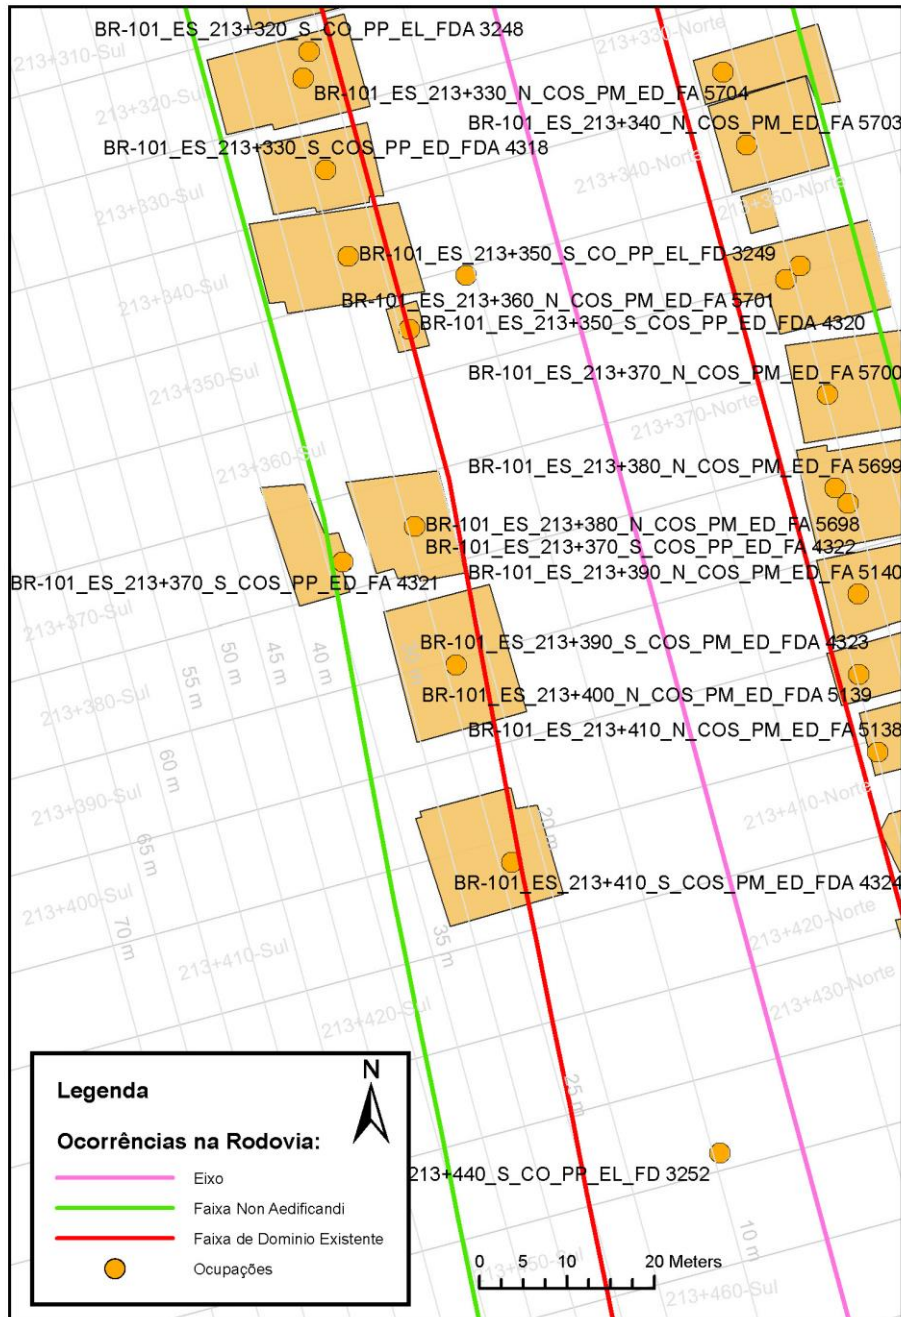 BR-101_ES_213+320_S_CO_PP_EL_FDA 3248
213+330-Norte
213+310-Sul
213+320-Sul
BR-101_ES_213+330_N_COS_PM_ED_FA 5704
BR-101_ES_213+340_N_COS_PM_ED_FA 5703
BR-101_ES_213+330_S_COS_PP_ED_FDA 4318
213+340-Norte
213+350-Norte
213+330-Sul
BR-101_ES_213+350_S_CO_PP_EL_FD 3249
213+340-Sul
BR-101_ES_213+360_N_COS_PM_ED_FA 5701
BR-101_ES_213+350_S_COS_PP_ED_FDA 4320
BR-101_ES_213+370_N_COS_PM_ED_FA 5700
213+350-Sul
213+370-Norte
213+360-Sul
BR-101_ES_213+380_N_COS_PM_ED_FA 5699
BR-101_ES_213+380_N_COS_PM_ED_FA 5698
BR-101_ES_213+370_S_COS_PP_ED_FA 4322
BR-101_ES_213+390_N_COS_PM_ED_FA 5140
BR-101_ES_213+370_S_COS_PP_ED_FA 4321
213+370-Sul
BR-101_ES_213+390_S_COS_PM_ED_FDA 4323
55 m
50 m
45 m
40 m
BR-101_ES_213+400_N_COS_PM_ED_FDA 5139
213+380-Sul
BR-101_ES_213+410_N_COS_PM_ED_FA 5138
60 m
213+390-Sul
213+410-Norte
20 m
65 m
BR-101_ES_213+410_S_COS_PM_ED_FDA 4324
213+400-Sul
213+420-Norte
70 m
35 m
213+410-Sul
213+430-Norte
213+420-Sul
25 m
213+440_S_CO_PP_EL_FD 3252
10 m
213+460-Sul
Legenda
N
Ocorrências na Rodovia:
Eixo
Faixa Non Aedificandi
Faixa de Dominio Existente
Ocupações
0 5 10 20 Meters